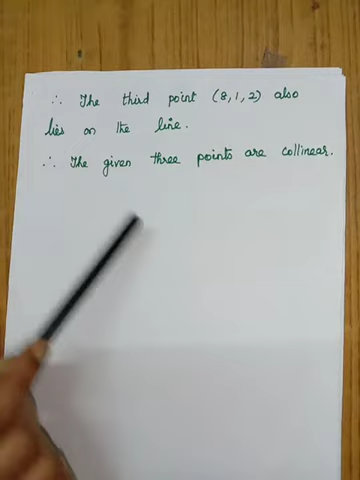 ∴ The third point (8, 1, 2) also
lies on the line.
∴ The given three points are collinear.